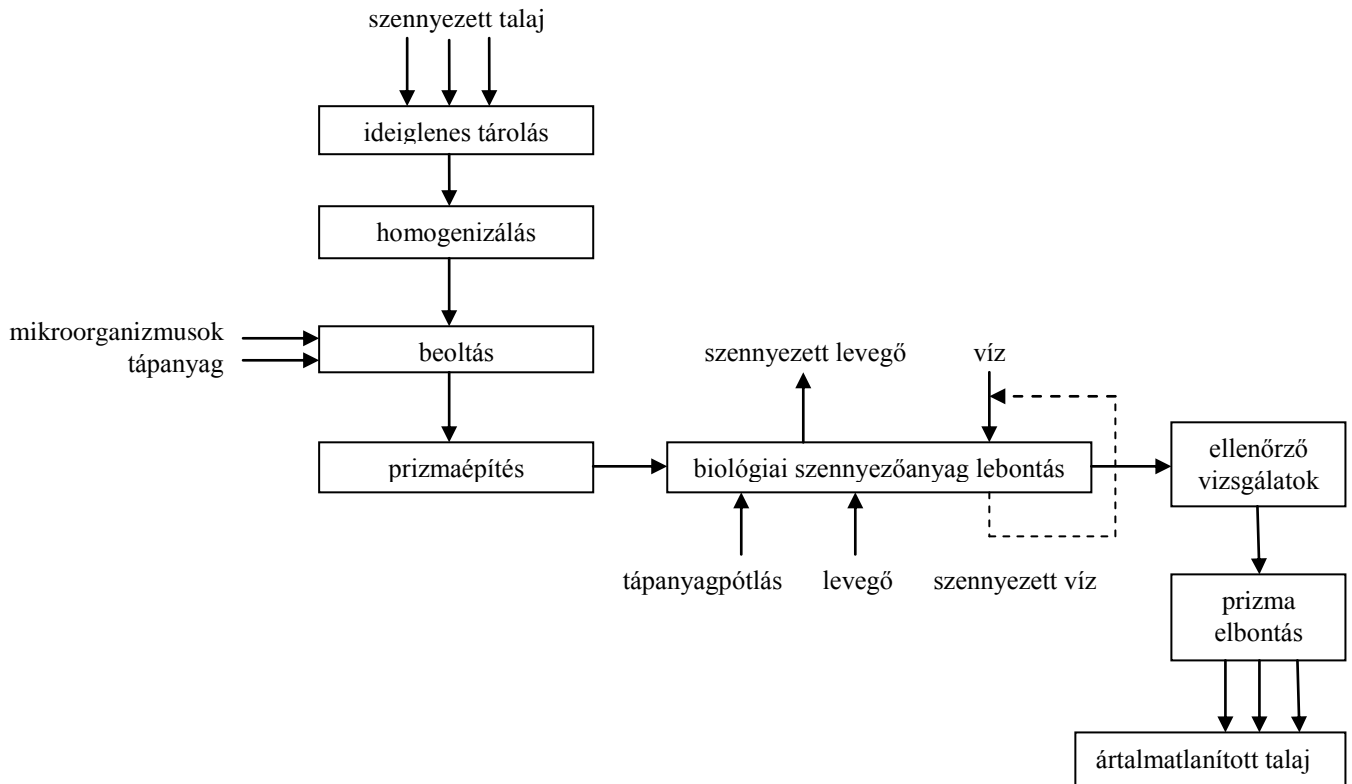 szennyezett talaj
ideiglenes tárolás
homogenizálás
mikroorganizmusok
tápanyag
beoltás
prizmaépítés
szennyezett levegő
víz
biológiai szennyezőanyag lebontás
tápanyagpótlás
levegő
szennyezett víz
ellenőrző
vizsgálatok
prizma
elbontás
ártalmatlanított talaj